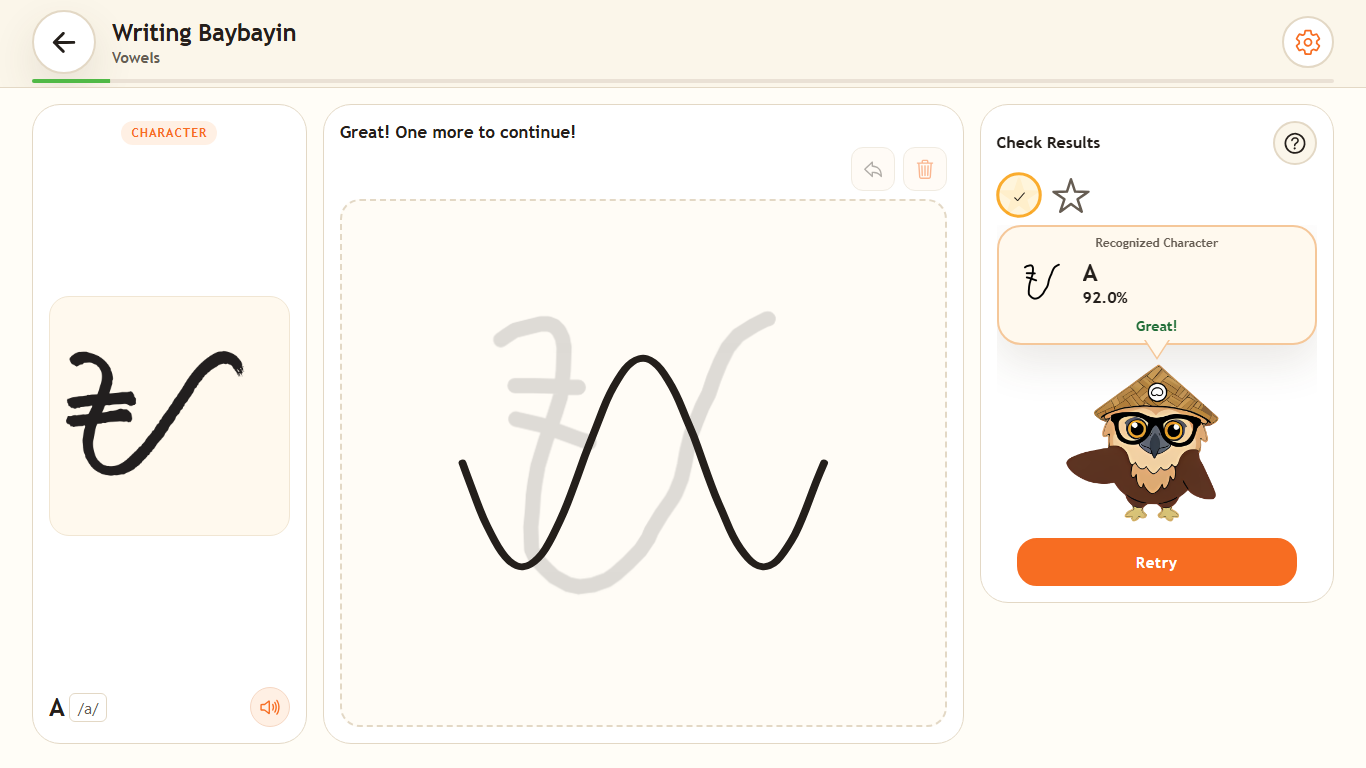 Writing Baybayin
Vowels
CHARACTER
ᜀ
A /a/
Great! One more to continue!
Check Results
Recognized Character
ᜀ A
92.0%
Great!
Retry